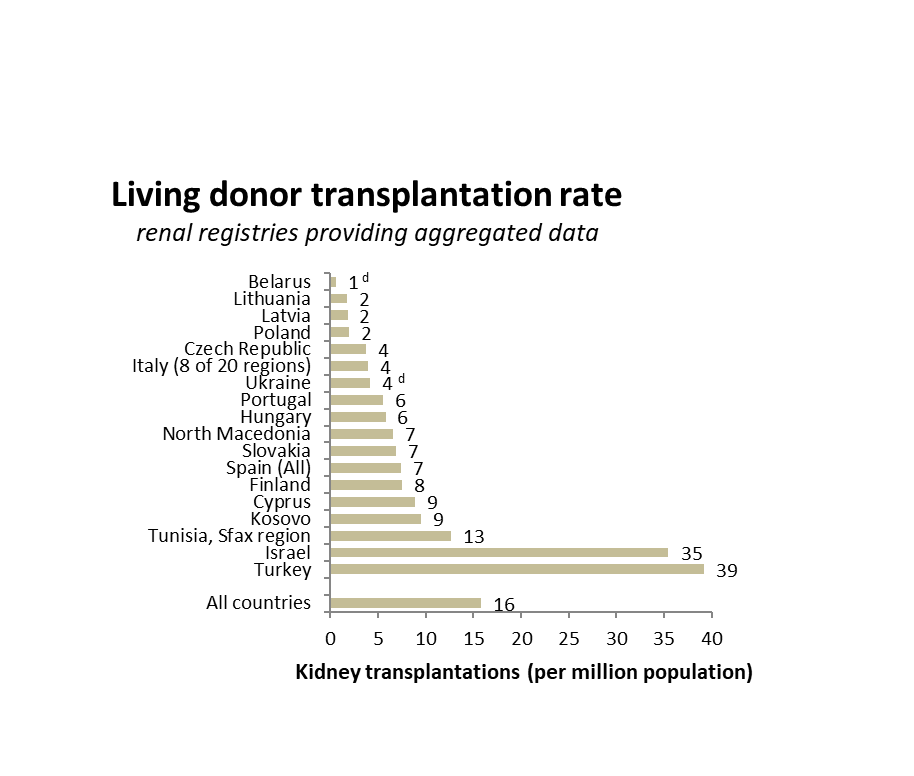 Living donor transplantation rate
renal registries providing aggregated data
Belarus 1 d
Lithuania 2
Latvia 2
Poland 2
Czech Republic 4
Italy (8 of 20 regions) 4
Ukraine 4 d
Portugal 6
Hungary 6
North Macedonia 7
Slovakia 7
Spain (All) 7
Finland 8
Cyprus 9
Kosovo 9
Tunisia, Sfax region 13
Israel 35
Turkey 39
All countries 16
0 5 10 15 20 25 30 35 40
Kidney transplantations (per million population)